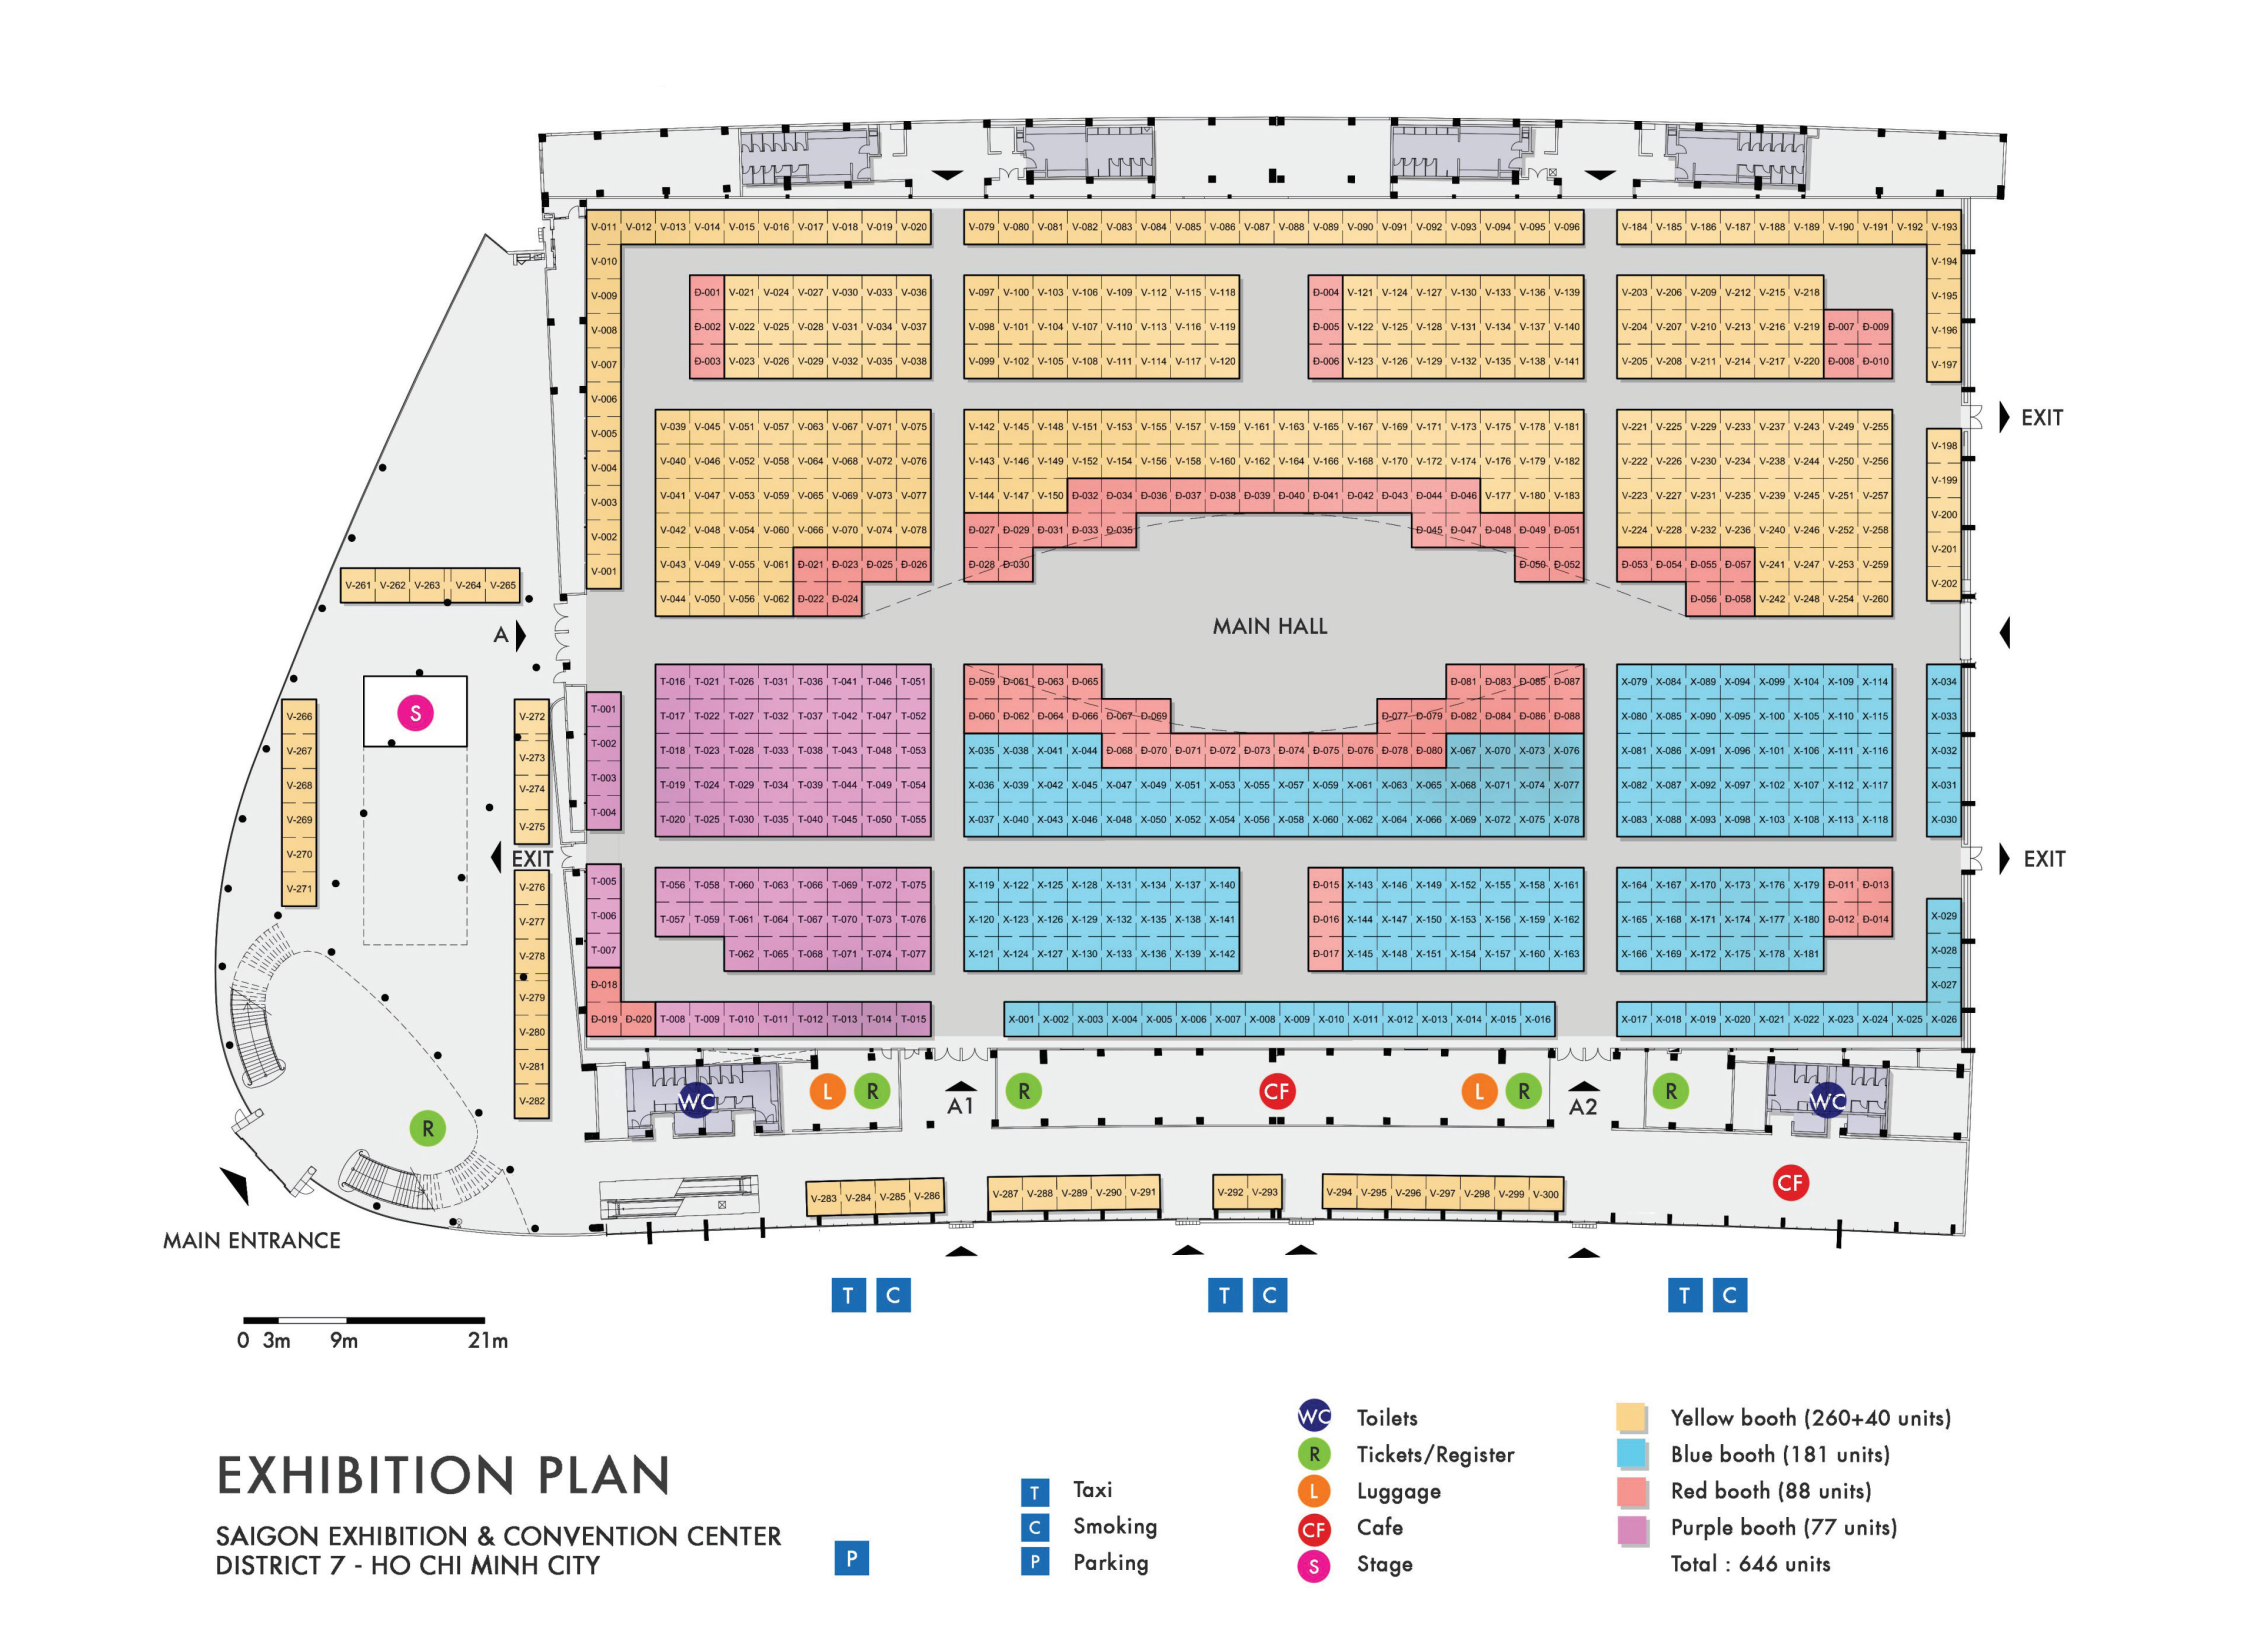 V-011 V-012 V-013 V-014 V-015 V-016 V-017 V-018 V-019 V-020 V-079 V-080 V-081 V-082 V-083 V-084 V-085 V-086 V-087 V-088 V-089 V-090 V-091 V-092 V-093 V-094 V-095 V-096 V-184 V-185 V-186 V-187 V-188 V-189 V-190 V-191 V-192 V-193
V-010 V-194
V-009 Đ-001 V-021 V-024 V-027 V-030 V-033 V-036 V-097 V-100 V-103 V-106 V-109 V-112 V-115 V-118 Đ-004 V-121 V-124 V-127 V-130 V-133 V-136 V-139 V-203 V-206 V-209 V-212 V-215 V-218 V-195
V-008 Đ-002 V-022 V-025 V-028 V-031 V-034 V-037 V-098 V-101 V-104 V-107 V-110 V-113 V-116 V-119 Đ-005 V-122 V-125 V-128 V-131 V-134 V-137 V-140 V-204 V-207 V-210 V-213 V-216 V-219 Đ-007 Đ-009 V-196
V-007 Đ-003 V-023 V-026 V-029 V-032 V-035 V-038 V-099 V-102 V-105 V-108 V-111 V-114 V-117 V-120 Đ-006 V-123 V-126 V-129 V-132 V-135 V-138 V-141 V-205 V-208 V-211 V-214 V-217 V-220 Đ-008 Đ-010 V-197
V-006
EXIT
V-005 V-039 V-045 V-051 V-057 V-063 V-067 V-071 V-075 V-142 V-145 V-148 V-151 V-153 V-155 V-157 V-159 V-161 V-163 V-165 V-167 V-169 V-171 V-173 V-175 V-178 V-181 V-221 V-225 V-229 V-233 V-237 V-243 V-249 V-255 V-198
V-004 V-040 V-046 V-052 V-058 V-064 V-068 V-072 V-076 V-143 V-146 V-149 V-152 V-154 V-156 V-158 V-160 V-162 V-164 V-166 V-168 V-170 V-172 V-174 V-176 V-179 V-182 V-222 V-226 V-230 V-234 V-238 V-244 V-250 V-256 V-199
V-003 V-041 V-047 V-053 V-059 V-065 V-069 V-073 V-077 V-144 V-147 V-150 Đ-032 Đ-034 Đ-036 Đ-037 Đ-038 Đ-039 Đ-040 Đ-041 Đ-042 Đ-043 Đ-044 Đ-046 V-177 V-180 V-183 V-223 V-227 V-231 V-235 V-239 V-245 V-251 V-257 V-200
V-002 V-042 V-048 V-054 V-060 V-066 V-070 V-074 V-078 Đ-027 Đ-029 Đ-031 Đ-033 Đ-035 Đ-045 Đ-047 Đ-048 Đ-049 Đ-051 V-224 V-228 V-232 V-236 V-240 V-246 V-252 V-258 V-201
V-001 V-043 V-049 V-055 V-061 Đ-021 Đ-023 Đ-025 Đ-026 Đ-028 Đ-030 Đ-050 Đ-052 Đ-053 Đ-054 Đ-055 Đ-057 V-241 V-247 V-253 V-259 V-202
V-261 V-262 V-263 V-264 V-265
V-044 V-050 V-056 V-062 Đ-022 Đ-024 Đ-056 Đ-058 V-242 V-248 V-254 V-260
A
MAIN HALL
T-016 T-021 T-026 T-031 T-036 T-041 T-046 T-051 Đ-059 Đ-061 Đ-063 Đ-065 Đ-081 Đ-083 Đ-085 Đ-087 X-079 X-084 X-089 X-094 X-099 X-104 X-109 X-114 X-034
S
V-266 V-272 T-001 T-017 T-022 T-027 T-032 T-037 T-042 T-047 T-052 Đ-060 Đ-062 Đ-064 Đ-066 Đ-067 Đ-069 Đ-077 Đ-079 Đ-082 Đ-084 Đ-086 Đ-088 X-080 X-085 X-090 X-095 X-100 X-105 X-110 X-115 X-033
V-267 V-273 T-002 T-018 T-023 T-028 T-033 T-038 T-043 T-048 T-053 X-035 X-038 X-041 X-044 Đ-068 Đ-070 Đ-071 Đ-072 Đ-073 Đ-074 Đ-075 Đ-076 Đ-078 Đ-080 X-067 X-070 X-073 X-076 X-081 X-086 X-091 X-096 X-101 X-106 X-111 X-116 X-032
V-268 V-274 T-003 T-019 T-024 T-029 T-034 T-039 T-044 T-049 T-054 X-036 X-039 X-042 X-045 X-047 X-049 X-051 X-053 X-055 X-057 X-059 X-061 X-063 X-065 X-068 X-071 X-074 X-077 X-082 X-087 X-092 X-097 X-102 X-107 X-112 X-117 X-031
V-269 V-275 T-004 T-020 T-025 T-030 T-035 T-040 T-045 T-050 T-055 X-037 X-040 X-043 X-046 X-048 X-050 X-052 X-054 X-056 X-058 X-060 X-062 X-064 X-066 X-069 X-072 X-075 X-078 X-083 X-088 X-093 X-098 X-103 X-108 X-113 X-118 X-030
V-270 EXIT EXIT
V-271 V-276 T-005 T-056 T-058 T-060 T-063 T-066 T-069 T-072 T-075 X-119 X-122 X-125 X-128 X-131 X-134 X-137 X-140 Đ-015 X-143 X-146 X-149 X-152 X-155 X-158 X-161 X-164 X-167 X-170 X-173 X-176 X-179 Đ-011 Đ-013
V-277 T-006 T-057 T-059 T-061 T-064 T-067 T-070 T-073 T-076 X-120 X-123 X-126 X-129 X-132 X-135 X-138 X-141 Đ-016 X-144 X-147 X-150 X-153 X-156 X-159 X-162 X-165 X-168 X-171 X-174 X-177 X-180 Đ-012 Đ-014 X-029
V-278 T-007 T-062 T-065 T-068 T-071 T-074 T-077 X-121 X-124 X-127 X-130 X-133 X-136 X-139 X-142 Đ-017 X-145 X-148 X-151 X-154 X-157 X-160 X-163 X-166 X-169 X-172 X-175 X-178 X-181 X-028
V-279 Đ-018 X-027
V-280 Đ-019 Đ-020 T-008 T-009 T-010 T-011 T-012 T-013 T-014 T-015 X-001 X-002 X-003 X-004 X-005 X-006 X-007 X-008 X-009 X-010 X-011 X-012 X-013 X-014 X-015 X-016 X-017 X-018 X-019 X-020 X-021 X-022 X-023 X-024 X-025 X-026
V-281
V-282 WC L R A1 R CF L R A2 R WC
R
CF
V-283 V-284 V-285 V-286 V-287 V-288 V-289 V-290 V-291 V-292 V-293 V-294 V-295 V-296 V-297 V-298 V-299 V-300
MAIN ENTRANCE
T C T C T C
0 3m 9m 21m
EXHIBITION PLAN
SAIGON EXHIBITION & CONVENTION CENTER
DISTRICT 7 - HO CHI MINH CITY
P
T Taxi
C Smoking
P Parking
WC Toilets
R Tickets/Register
L Luggage
CF Cafe
S Stage
Yellow booth (260+40 units)
Blue booth (181 units)
Red booth (88 units)
Purple booth (77 units)
Total : 646 units